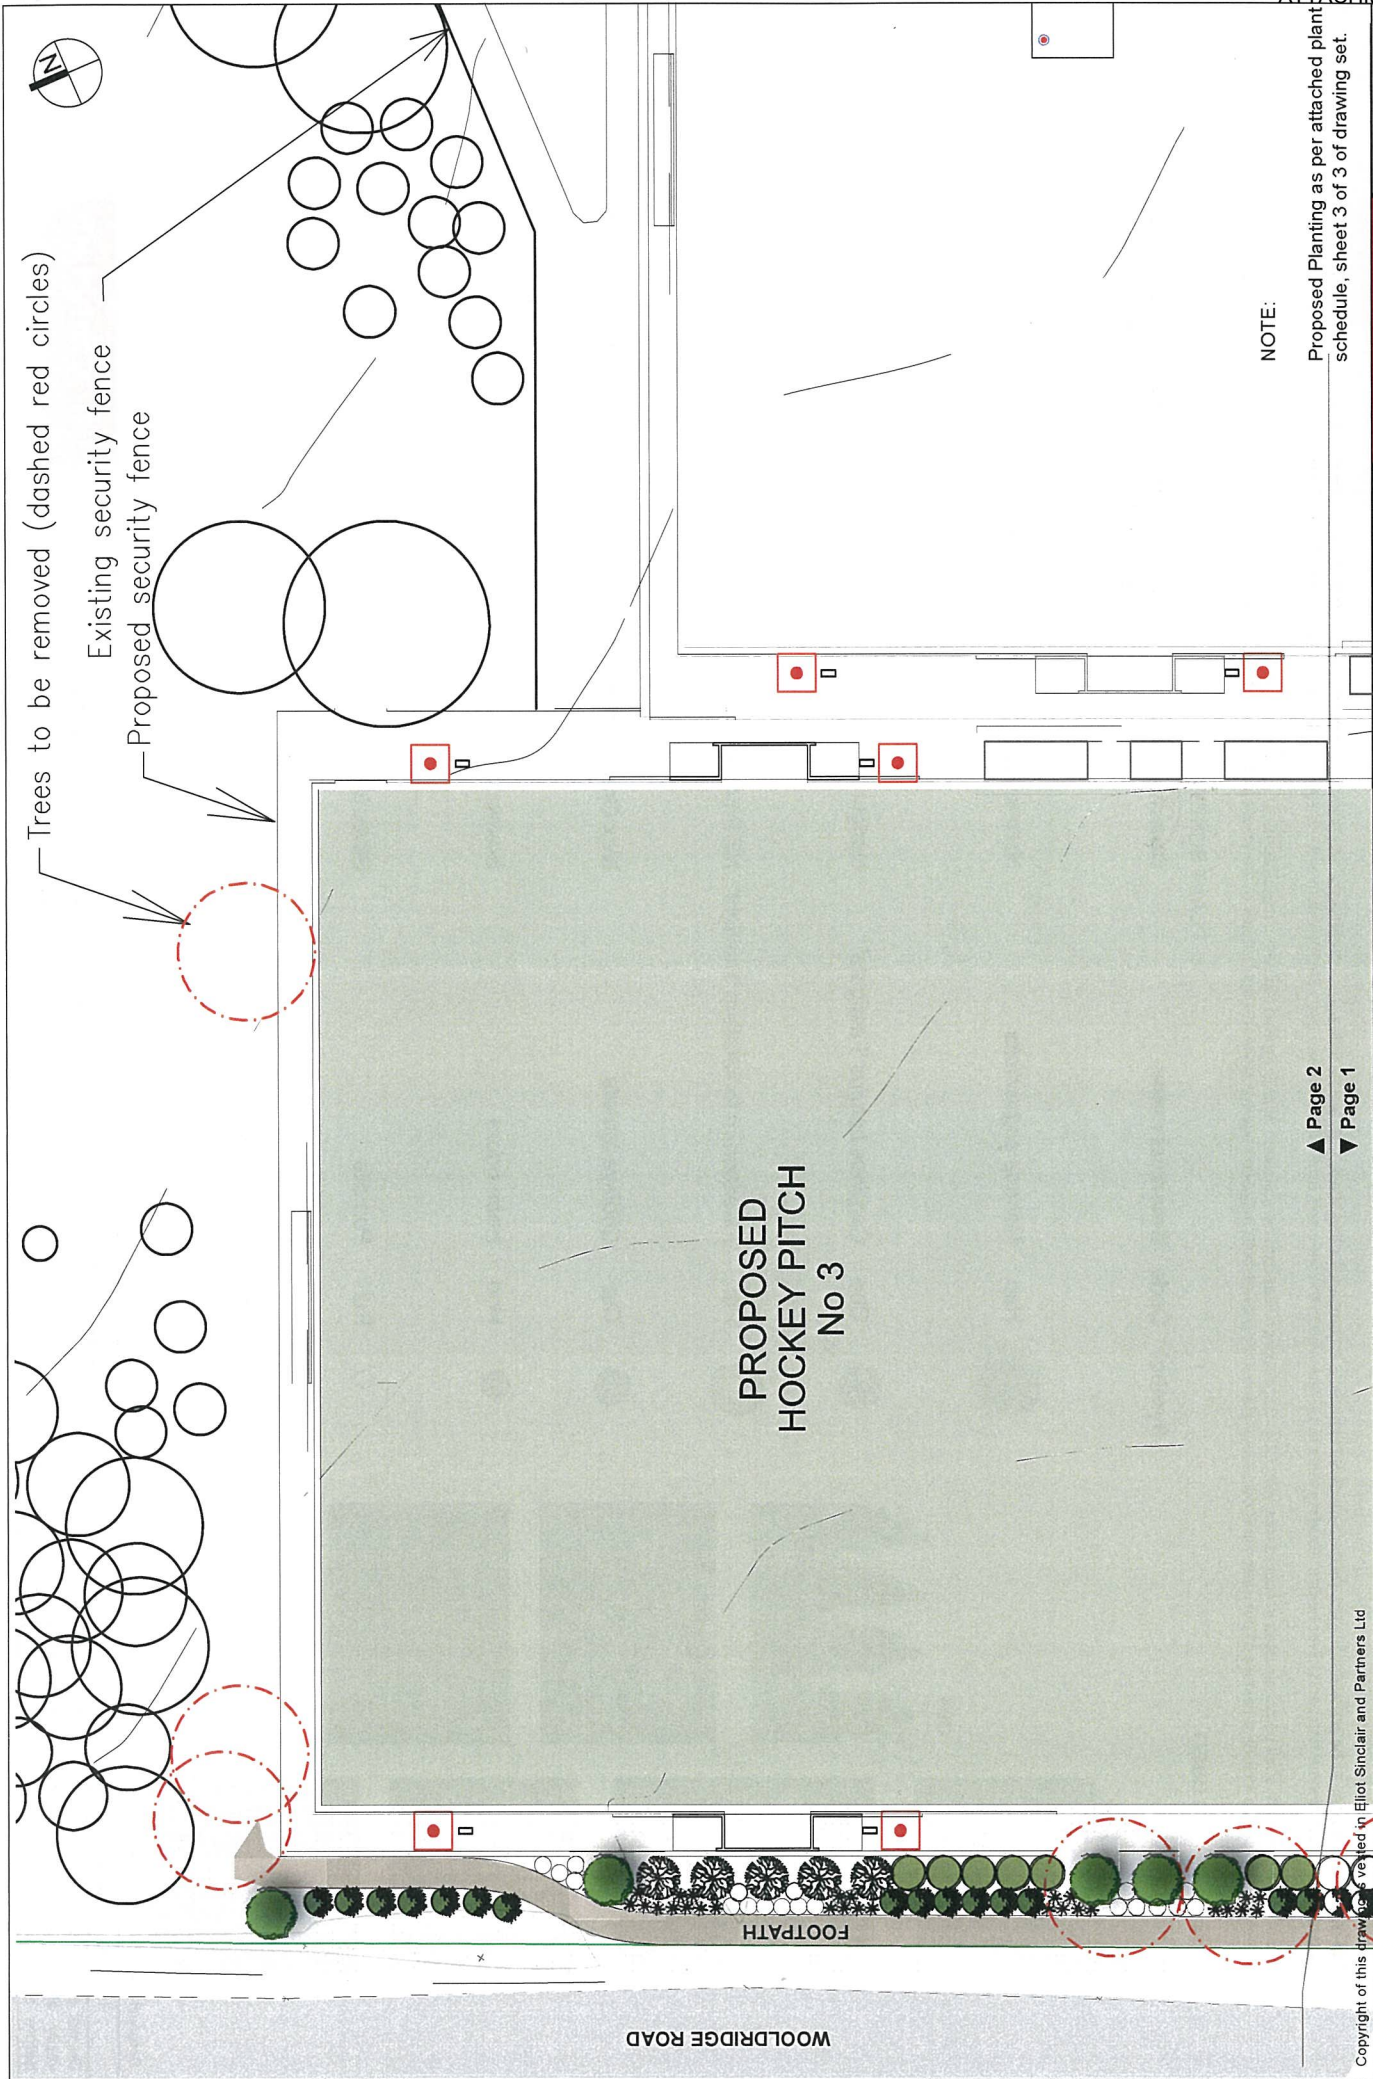 N
Trees to be removed (dashed red circles)
Existing security fence
Proposed security fence
PROPOSED
HOCKEY PITCH
No 3
NOTE:
Proposed Planting as per attached plant
schedule, sheet 3 of 3 of drawing set.
▲ Page 2
▼ Page 1
FOOTPATH
WOOLDRIDGE ROAD
Copyright of this drawing is vested in Eliot Sinclair and Partners Ltd